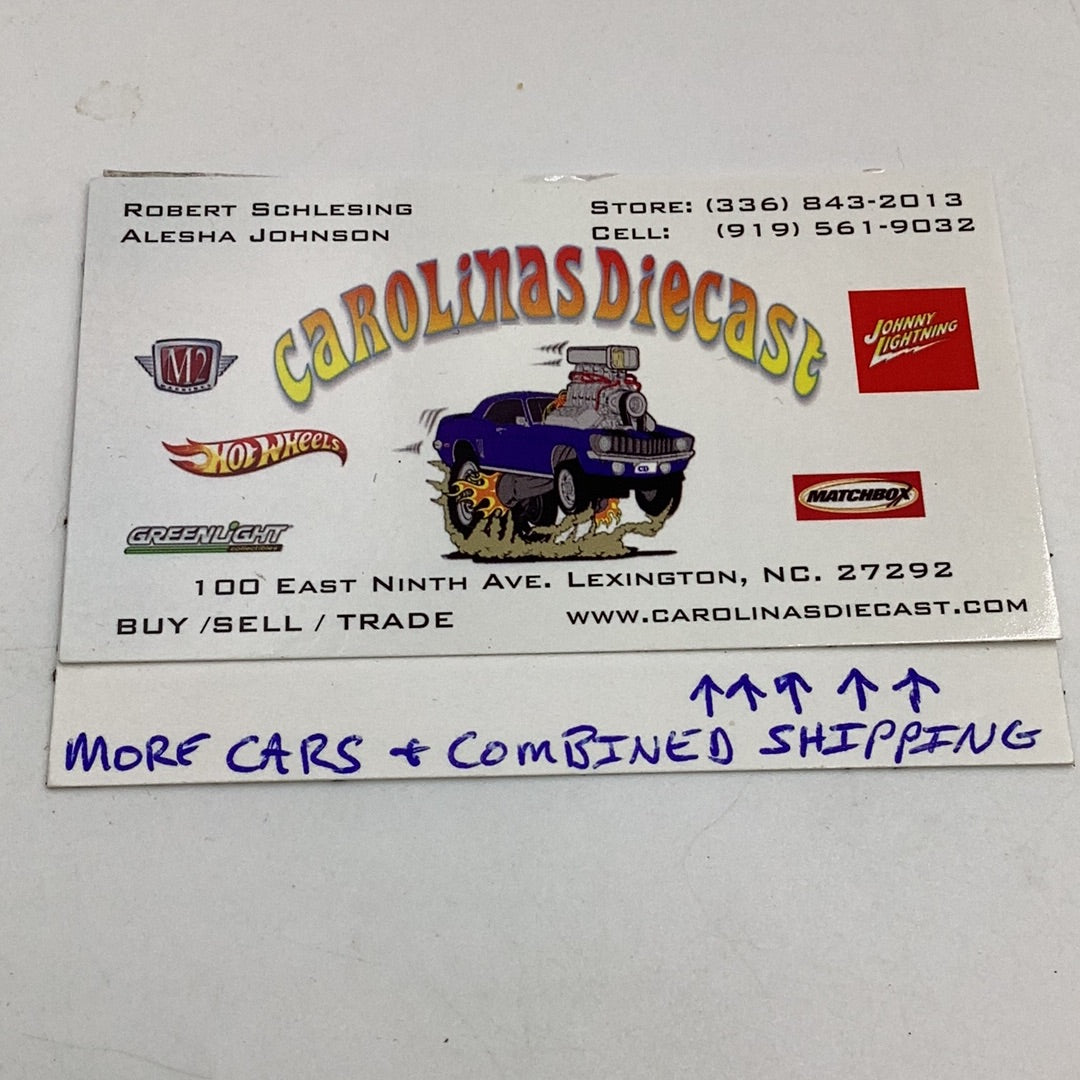 ROBERT SCHLESING
ALESHA JOHNSON
STORE: (336) 843-2013
CELL: (919) 561-9032
CAROLINAS DIECAST
M2
JOHNNY
LIGHTNING
HOT WHEELS
MATCHBOX
GREENLIGHT
collectibles
CD
100 EAST NINTH AVE. LEXINGTON, NC. 27292
BUY /SELL / TRADE
WWW.CAROLINASDIECAST.COM
↑↑↑ ↑ ↑
MORE CARS + COMBINED SHIPPING